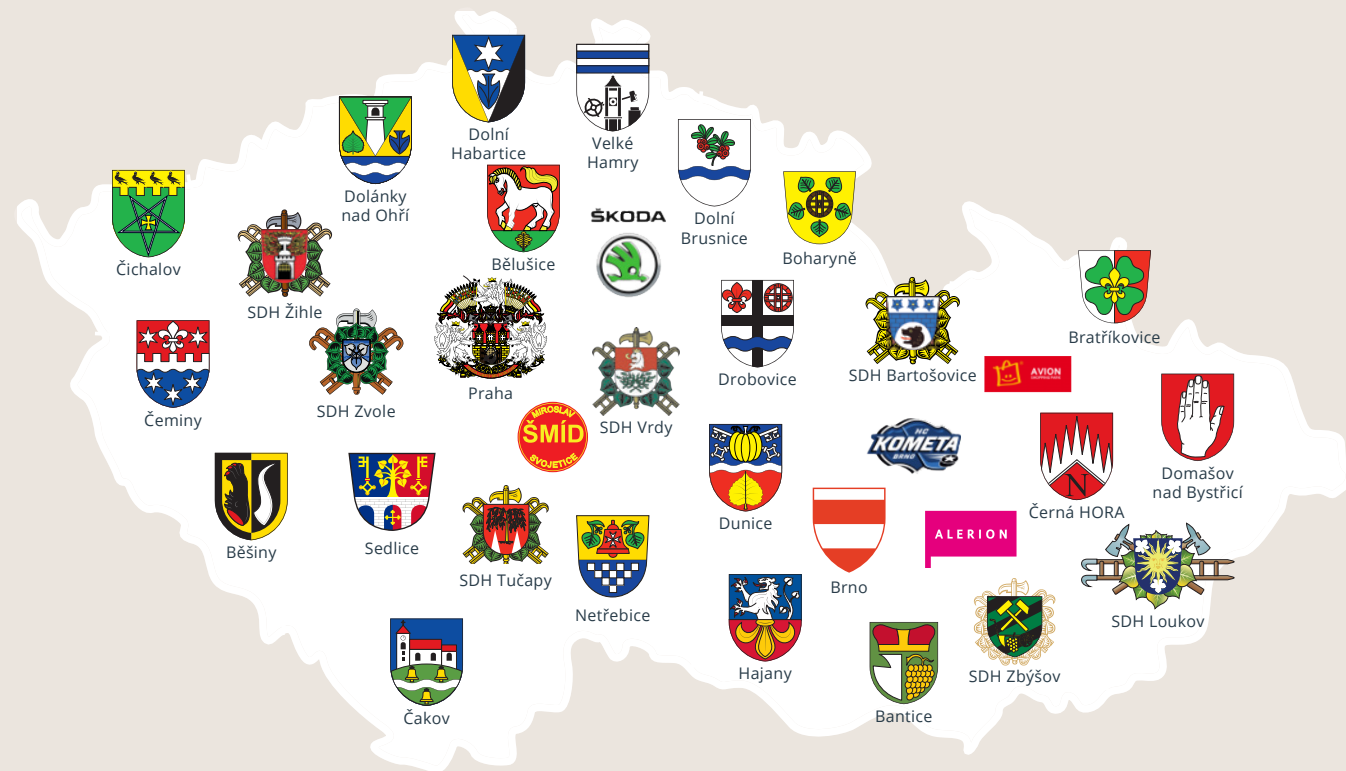 Dolní
Habartice
Velké
Hamry
Dolánky
nad Ohří
Dolní
Brusnice
ŠKODA
Boharyně
Čichalov
Bělušice
SDH Žihle
Bratříkovice
SDH Bartošovice
AVION
Drobovice
Praha
SDH Zvole
Čeminy
SDH Vrdy
MIROSLAV
ŠMÍD
SVOJETICE
HC
KOMETA
BRNO
Domašov
nad Bystřicí
N
Černá HORA
Dunice
ALERION
Sedlice
Běšiny
SDH Tučapy
Brno
Netřebice
SDH Loukov
Hajany
SDH Zbýšov
Čakov
Bantice